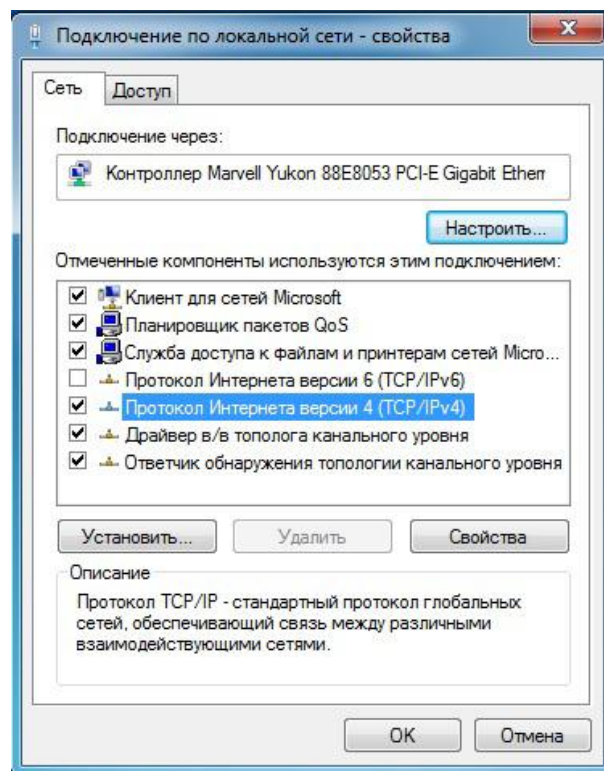 Подключение по локальной сети - свойства
Сеть
Доступ
Подключение через:
Контроллер Marvell Yukon 88E8053 PCI-E Gigabit Ethern
Настроить...
Отмеченные компоненты используются этим подключением:
Клиент для сетей Microsoft
Планировщик пакетов QoS
Служба доступа к файлам и принтерам сетей Micro...
Протокол Интернета версии 6 (TCP/IPv6)
Протокол Интернета версии 4 (TCP/IPv4)
Драйвер в/в тополога канального уровня
Ответчик обнаружения топологии канального уровня
Установить...
Удалить
Свойства
Описание
Протокол TCP/IP - стандартный протокол глобальных
сетей, обеспечивающий связь между различными
взаимодействующими сетями.
OK
Отмена